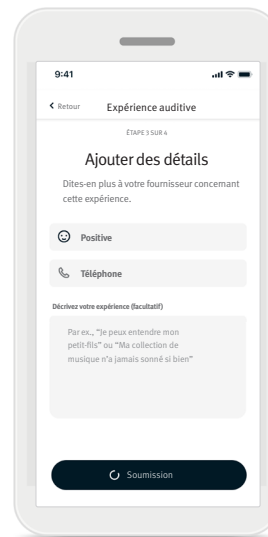 9:41
Retour
Expérience auditive
ÉTAPE 3 SUR 4
Ajouter des détails
Dites-en plus à votre fournisseur concernant
cette expérience.
Positive
Téléphone
Décrivez votre expérience (facultatif)
Par ex., "Je peux entendre mon
petit-fils" ou "Ma collection de
musique n'a jamais sonné si bien"
Soumission